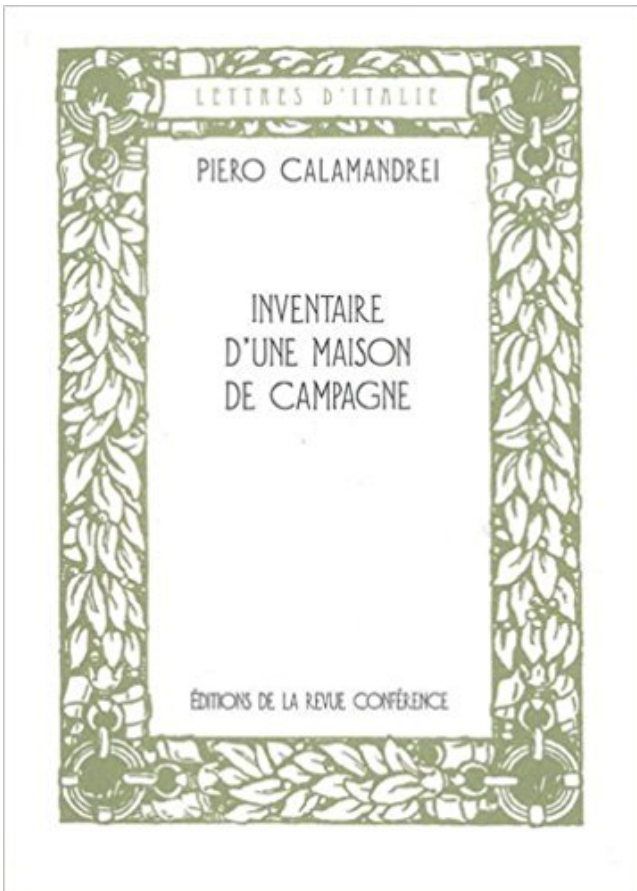 LETTRES D'ITALIE
PIERO CALAMANDREI
INVENTAIRE
D'UNE MAISON
DE CAMPAGNE
ÉDITIONS DE LA REVUE CONFÉRENCE